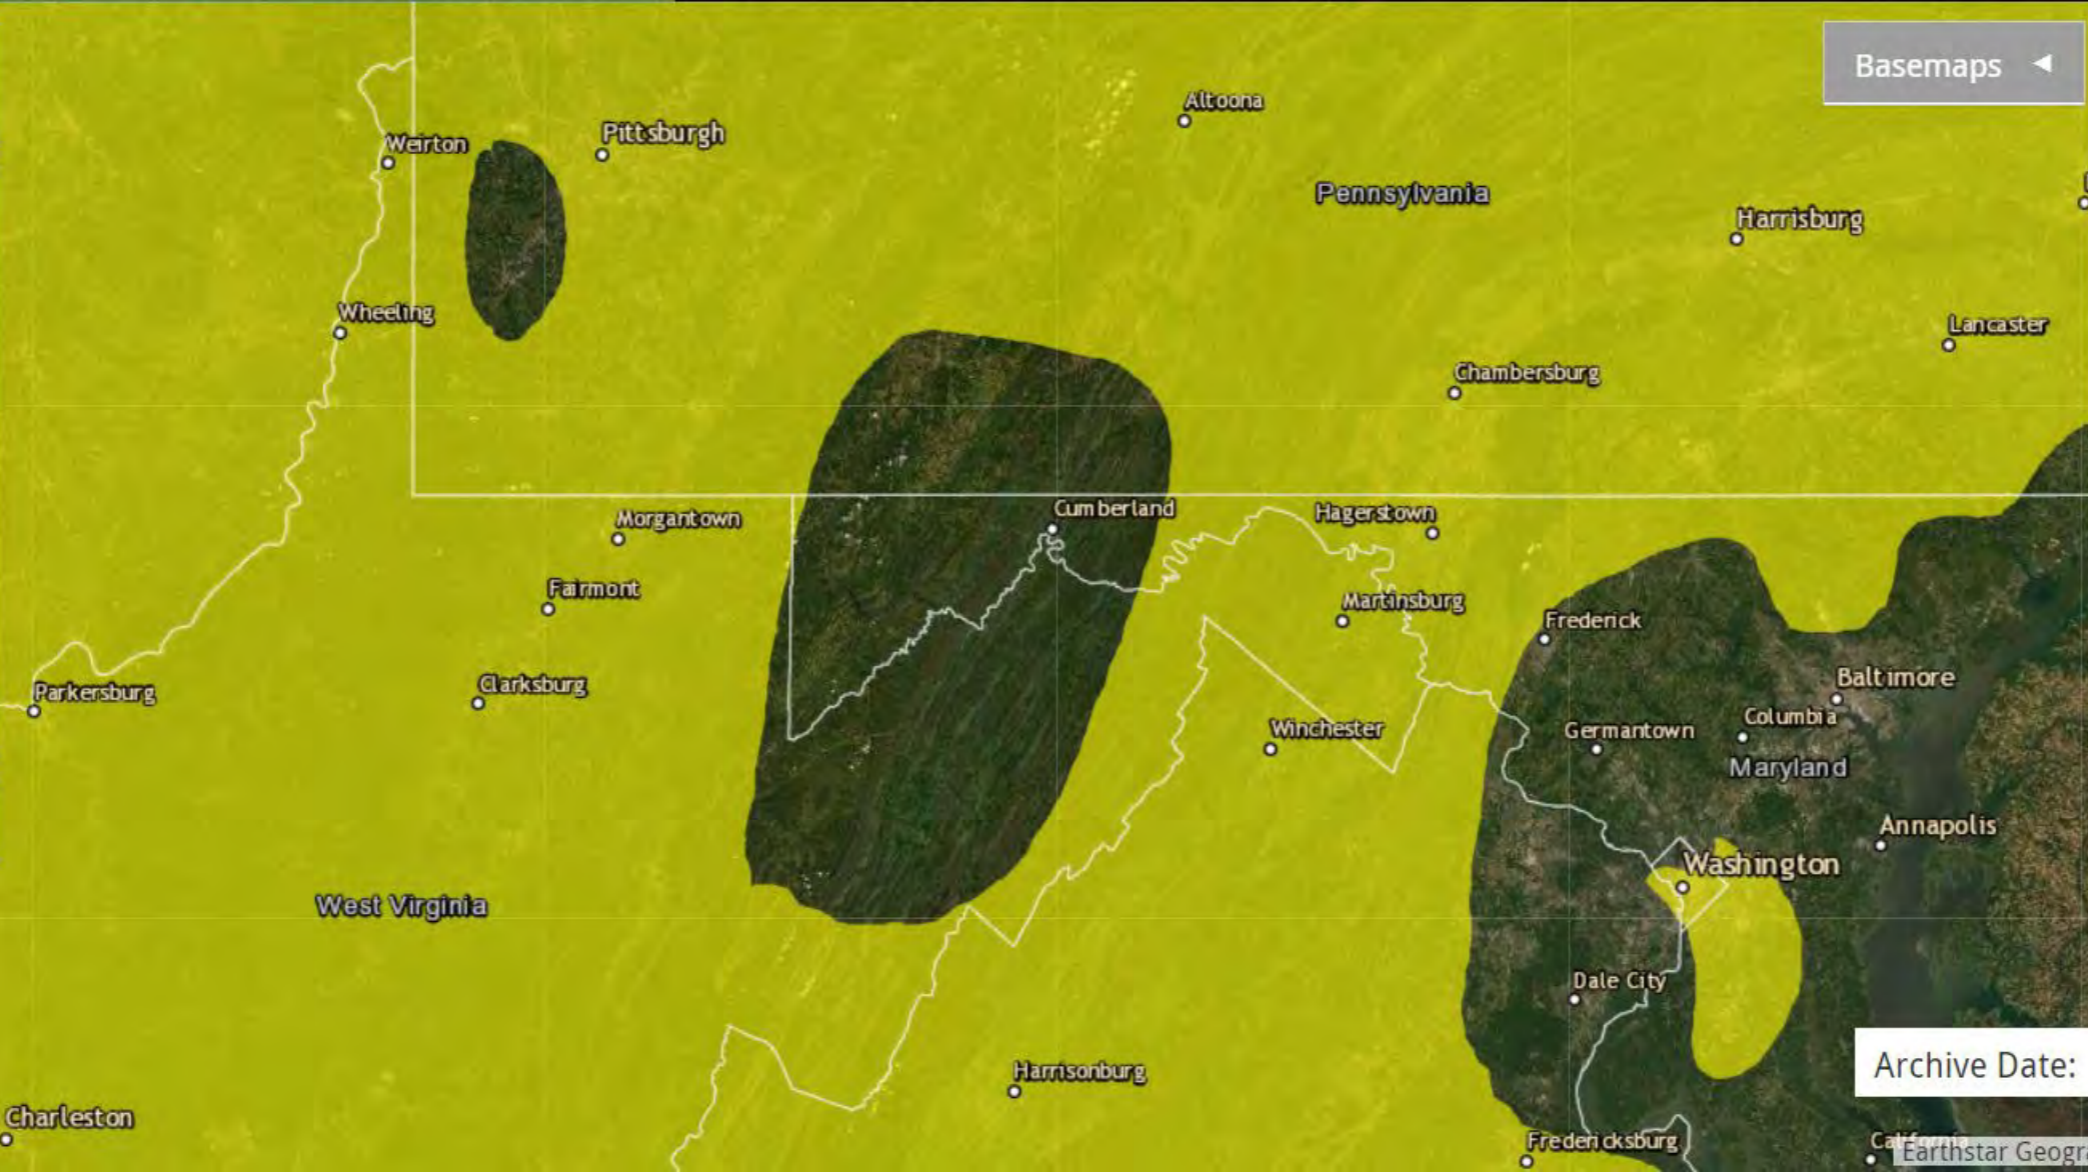 Basemaps
Altoona
Pittsburgh
Weirton
Pennsylvania
Harrisburg
Wheeling
Lancaster
Chambersburg
Cumberland
Hagerstown
Morgantown
Fairmont
Martinsburg
Frederick
Baltimore
Clarksburg
Parkersburg
Columbia
Winchester
Germantown
Maryland
Annapolis
Washington
West Virginia
Dale City
Archive Date:
Harrisonburg
Charleston
Fredericksburg
California
Earthstar Geogr